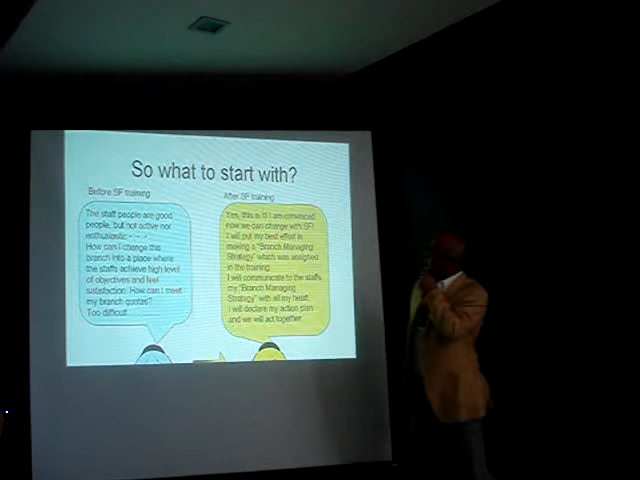 So what to start with?
Before SF training
The staff people are good
people, but not active nor
enthusiastic・・・
How can I change this
branch into a place where
the staffs achieve high level
of objectives and feel
satisfaction. How can I meet
my branch quotas?
Too difficult.
After SF training
Yes, this is it! I am convinced
now we can change with SF!
I will put my best effort in
making a "Branch Managing
Strategy" which was assigned
in the training.
I will communicate to the staffs
my "Branch Managing
Strategy" with all my heart.
I will declare my action plan
and we will act together.